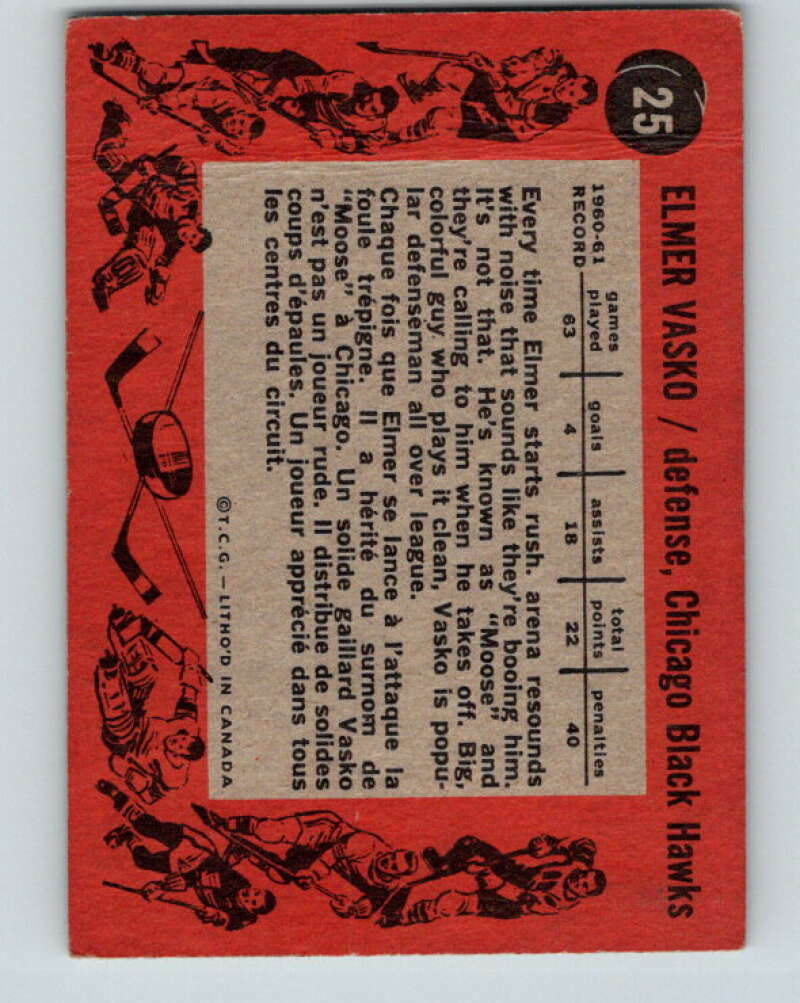 25
ELMER VASKO / defense, Chicago Black Hawks
1960-61 RECORD
games played goals assists total points penalties
63 4 18 22 40
Every time Elmer starts rush. arena resounds
with noise that sounds like they're booing him.
It's not that. He's known as "Moose" and
they're calling to him when he takes off. Big,
colorful guy who plays it clean, Vasko is popu-
lar defenseman all over league.
Chaque fois que Elmer se lance à l'attaque la
foule trépigne. Il a hérité du surnom de
"Moose" à Chicago. Un solide gaillard Vasko
n'est pas un joueur rude. Il distribue de solides
coups d'épaules. Un joueur apprécié dans tous
les centres du circuit.
©T.C.G. — LITHO'D IN CANADA